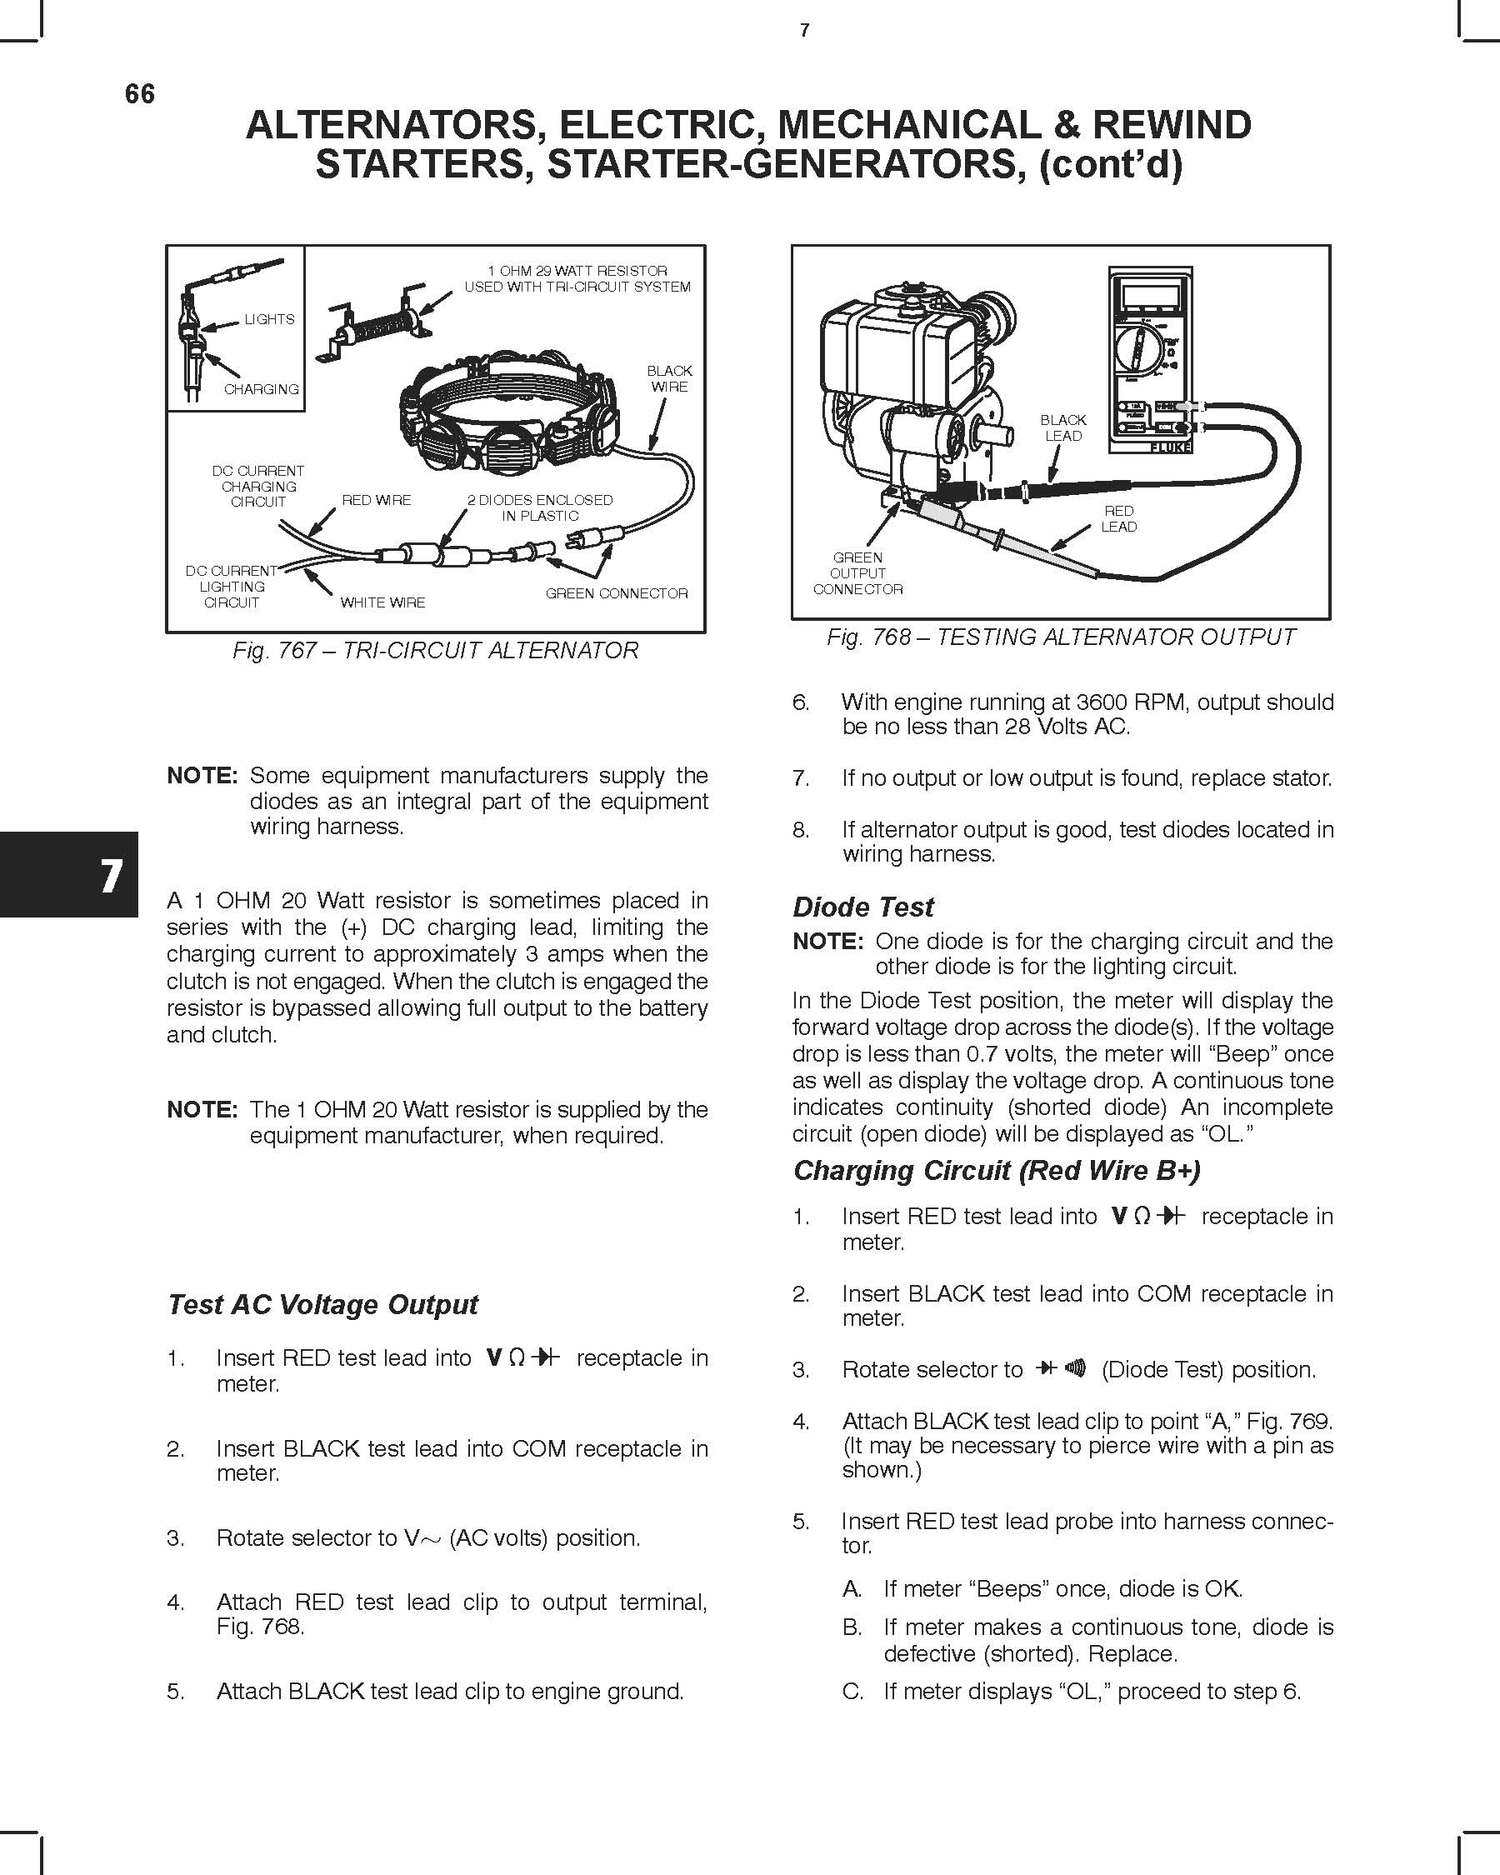 7
66
ALTERNATORS, ELECTRIC, MECHANICAL & REWIND
STARTERS, STARTER-GENERATORS, (cont’d)
1 OHM 29 WATT RESISTOR
USED WITH TRI-CIRCUIT SYSTEM
LIGHTS
CHARGING
BLACK
WIRE
DC CURRENT
CHARGING
CIRCUIT
RED WIRE
2 DIODES ENCLOSED
IN PLASTIC
DC CURRENT
LIGHTING
CIRCUIT
WHITE WIRE
GREEN CONNECTOR
Fig. 767 – TRI-CIRCUIT ALTERNATOR
NOTE: Some equipment manufacturers supply the
diodes as an integral part of the equipment
wiring harness.
7
A 1 OHM 20 Watt resistor is sometimes placed in
series with the (+) DC charging lead, limiting the
charging current to approximately 3 amps when the
clutch is not engaged. When the clutch is engaged the
resistor is bypassed allowing full output to the battery
and clutch.
NOTE: The 1 OHM 20 Watt resistor is supplied by the
equipment manufacturer, when required.
Test AC Voltage Output
1. Insert RED test lead into V Ω receptacle in
meter.
2. Insert BLACK test lead into COM receptacle in
meter.
3. Rotate selector to V~ (AC volts) position.
4. Attach RED test lead clip to output terminal,
Fig. 768.
5. Attach BLACK test lead clip to engine ground.
BLACK
LEAD
FLUKE
RED
LEAD
GREEN
OUTPUT
CONNECTOR
Fig. 768 – TESTING ALTERNATOR OUTPUT
6. With engine running at 3600 RPM, output should
be no less than 28 Volts AC.
7. If no output or low output is found, replace stator.
8. If alternator output is good, test diodes located in
wiring harness.
Diode Test
NOTE: One diode is for the charging circuit and the
other diode is for the lighting circuit.
In the Diode Test position, the meter will display the
forward voltage drop across the diode(s). If the voltage
drop is less than 0.7 volts, the meter will “Beep” once
as well as display the voltage drop. A continuous tone
indicates continuity (shorted diode) An incomplete
circuit (open diode) will be displayed as “OL.”
Charging Circuit (Red Wire B+)
1. Insert RED test lead into V Ω receptacle in
meter.
2. Insert BLACK test lead into COM receptacle in
meter.
3. Rotate selector to (Diode Test) position.
4. Attach BLACK test lead clip to point “A,” Fig. 769.
(It may be necessary to pierce wire with a pin as
shown.)
5. Insert RED test lead probe into harness connec-
tor.
A. If meter “Beeps” once, diode is OK.
B. If meter makes a continuous tone, diode is
defective (shorted). Replace.
C. If meter displays “OL,” proceed to step 6.